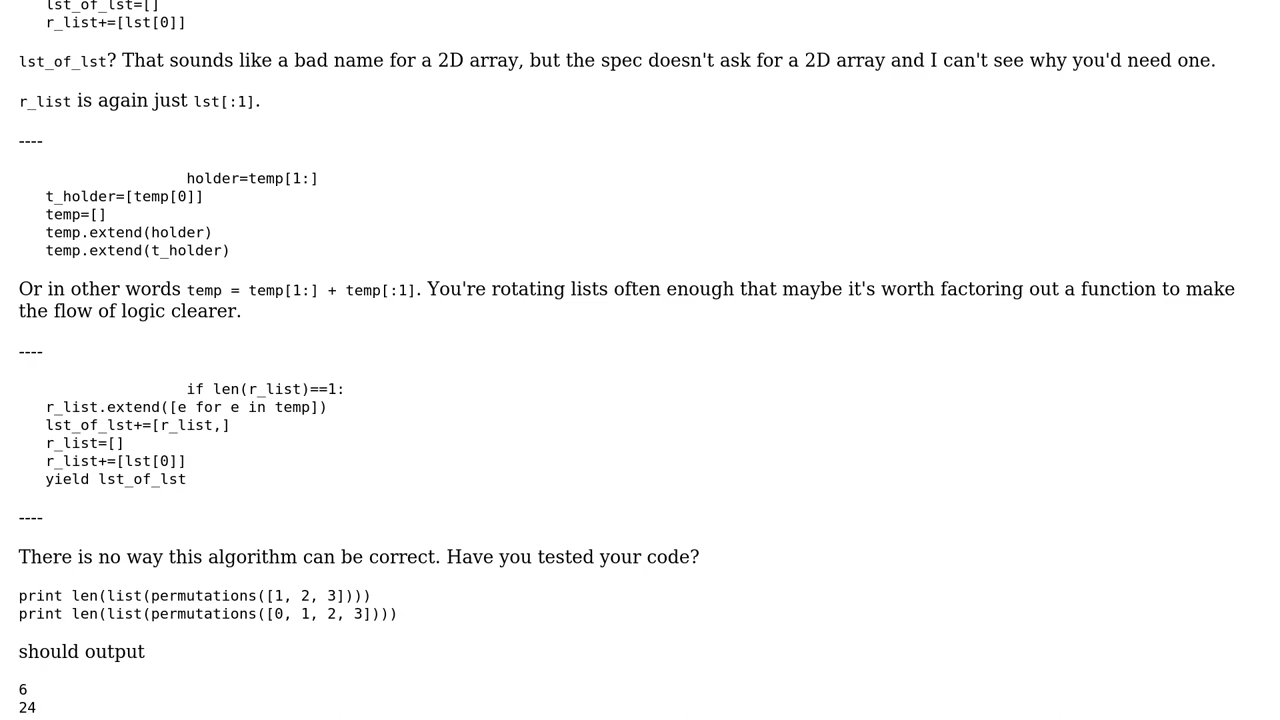 lst_of_lst=[]
r_list+=[lst[0]]
lst_of_lst? That sounds like a bad name for a 2D array, but the spec doesn't ask for a 2D array and I can't see why you'd need one.
r_list is again just lst[:1].
----
holder=temp[1:]
t_holder=[temp[0]]
temp=[]
temp.extend(holder)
temp.extend(t_holder)
Or in other words temp = temp[1:] + temp[:1]. You're rotating lists often enough that maybe it's worth factoring out a function to make
the flow of logic clearer.
----
if len(r_list)==1:
r_list.extend([e for e in temp])
lst_of_lst+=[r_list,]
r_list=[]
r_list+=[lst[0]]
yield lst_of_lst
----
There is no way this algorithm can be correct. Have you tested your code?
print len(list(permutations([1, 2, 3])))
print len(list(permutations([0, 1, 2, 3])))
should output
6
24